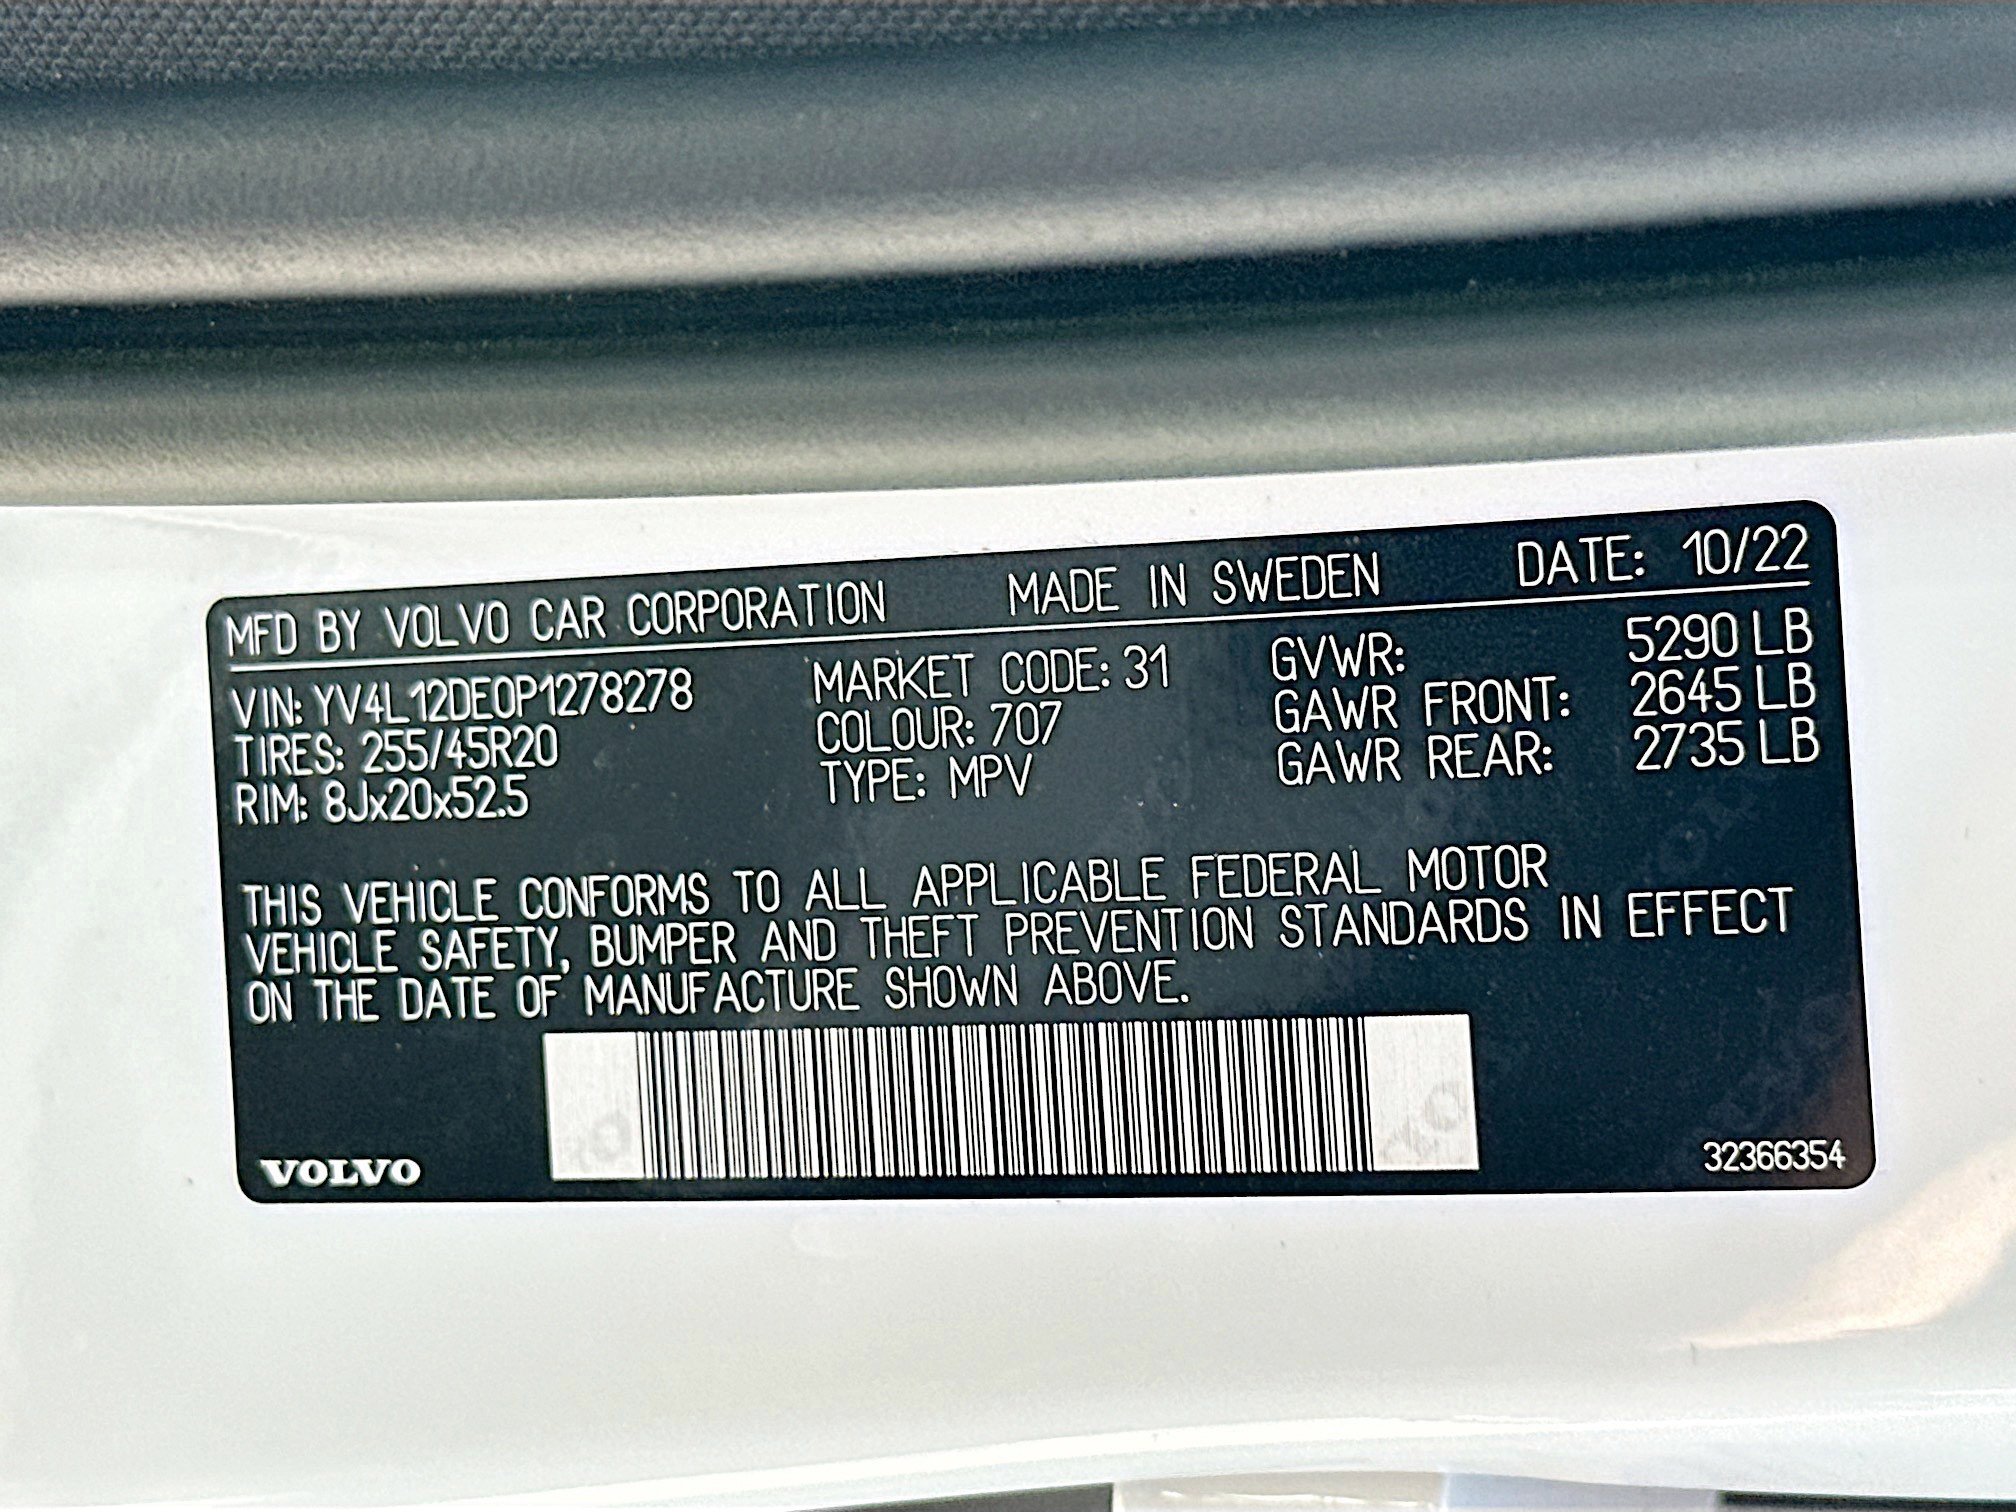 MFD BY VOLVO CAR CORPORATION MADE IN SWEDEN DATE: 10/22
VIN: YV4L12DE0P1278278 MARKET CODE: 31 GVWR: 5290 LB
TIRES: 255/45R20 COLOUR: 707 GAWR FRONT: 2645 LB
RIM: 8Jx20x52.5 TYPE: MPV GAWR REAR: 2735 LB
THIS VEHICLE CONFORMS TO ALL APPLICABLE FEDERAL MOTOR
VEHICLE SAFETY, BUMPER AND THEFT PREVENTION STANDARDS IN EFFECT
ON THE DATE OF MANUFACTURE SHOWN ABOVE.
VOLVO 32366354